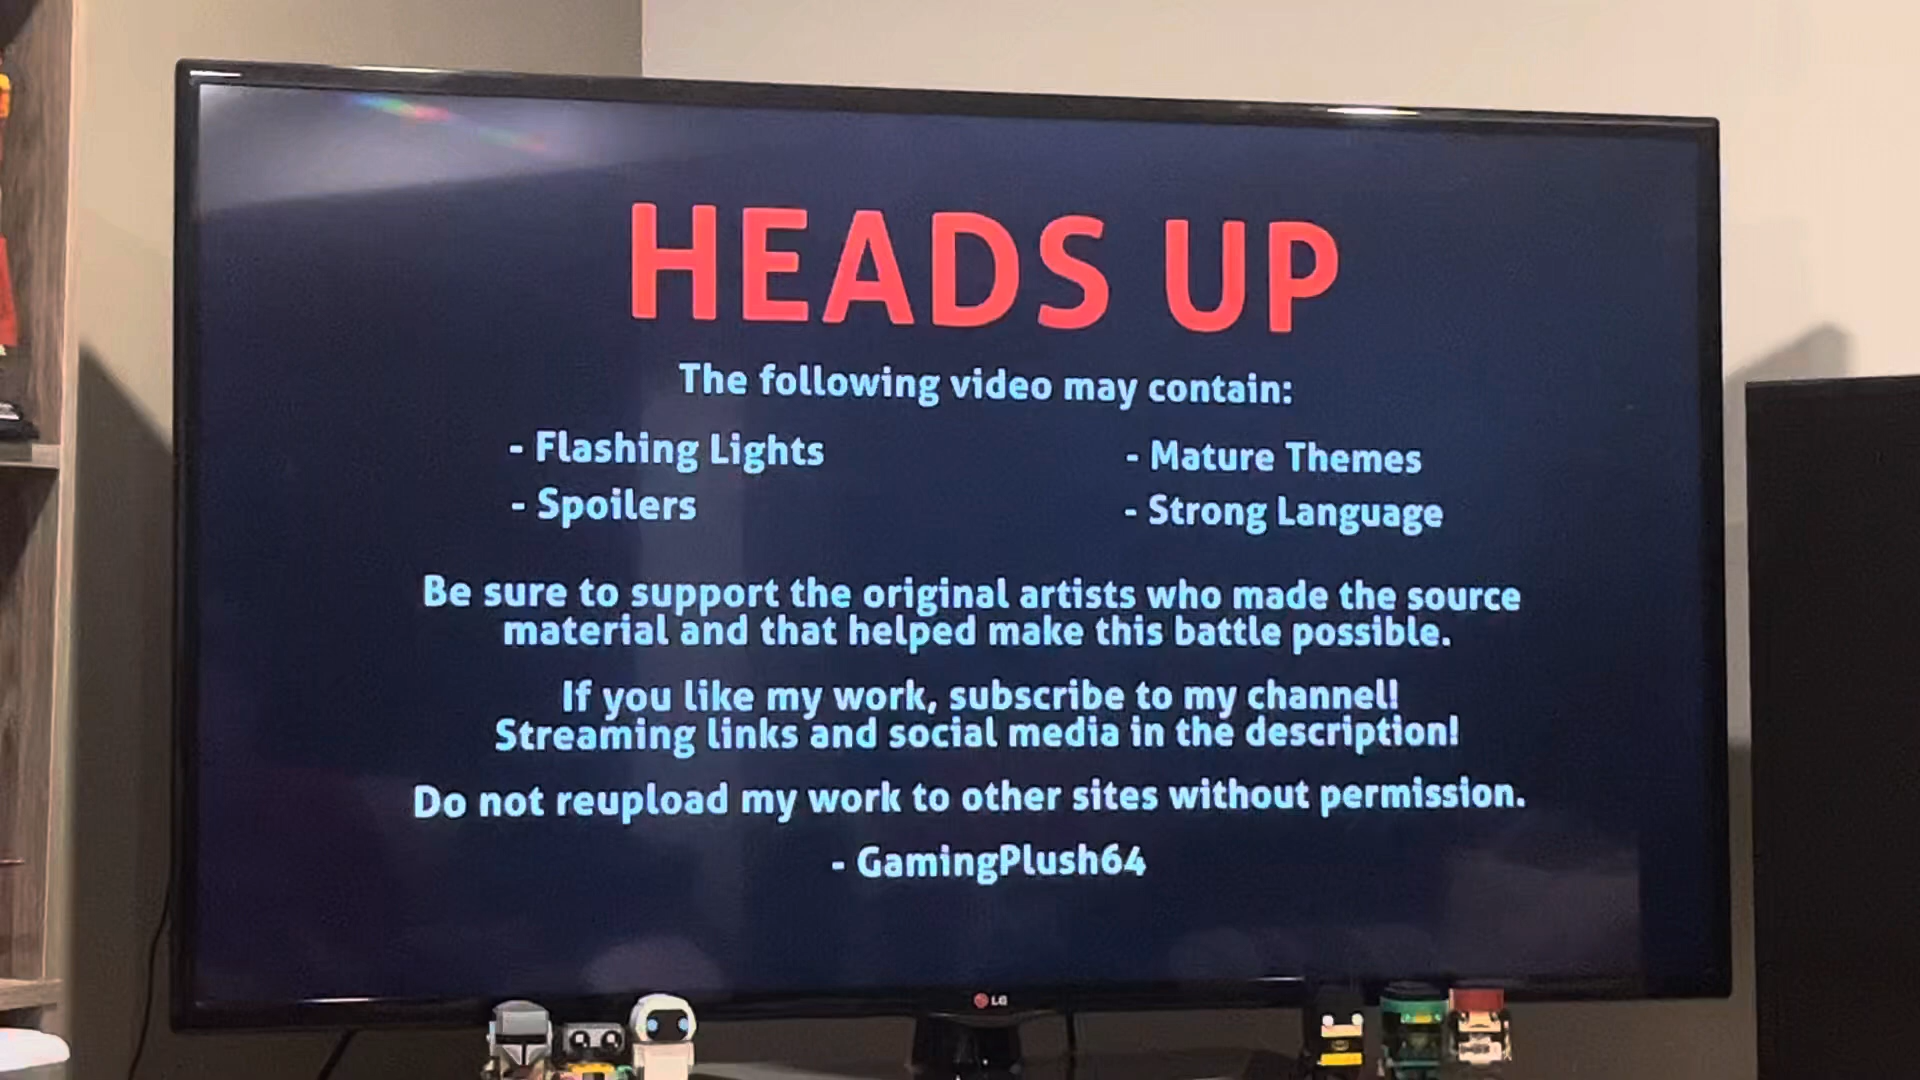 HEADS UP
The following video may contain:
- Flashing Lights
- Mature Themes
- Spoilers
- Strong Language
Be sure to support the original artists who made the source
material and that helped make this battle possible.
If you like my work, subscribe to my channel!
Streaming links and social media in the description!
Do not reupload my work to other sites without permission.
- GamingPlush64
LG